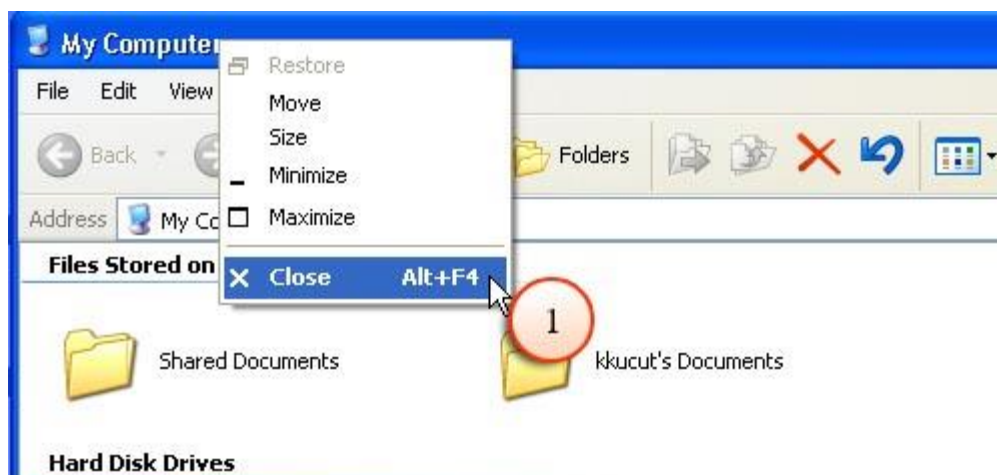 My Computer
File Edit View
Restore
Move
Size
Minimize
Maximize
Close Alt+F4
Back
Folders
Address My Co
Files Stored on
1
Shared Documents
kkucut's Documents
Hard Disk Drives